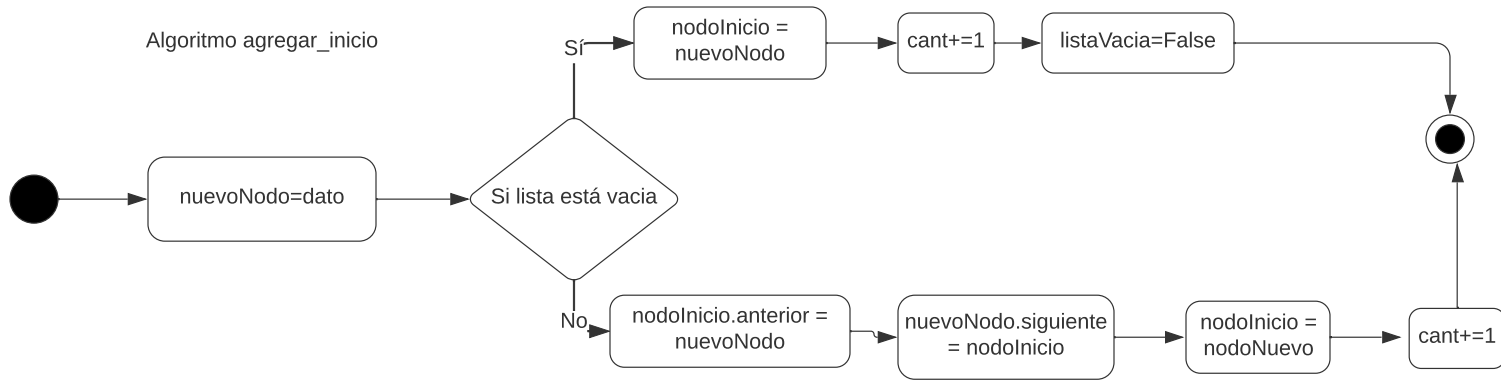 Algoritmo agregar_inicio
nuevoNodo=dato
Si lista está vacia
Sí
nodoInicio =
nuevoNodo
cant+=1
listaVacia=False
No
nodoInicio.anterior =
nuevoNodo
nuevoNodo.siguiente
= nodoInicio
nodoInicio =
nodoNuevo
cant+=1